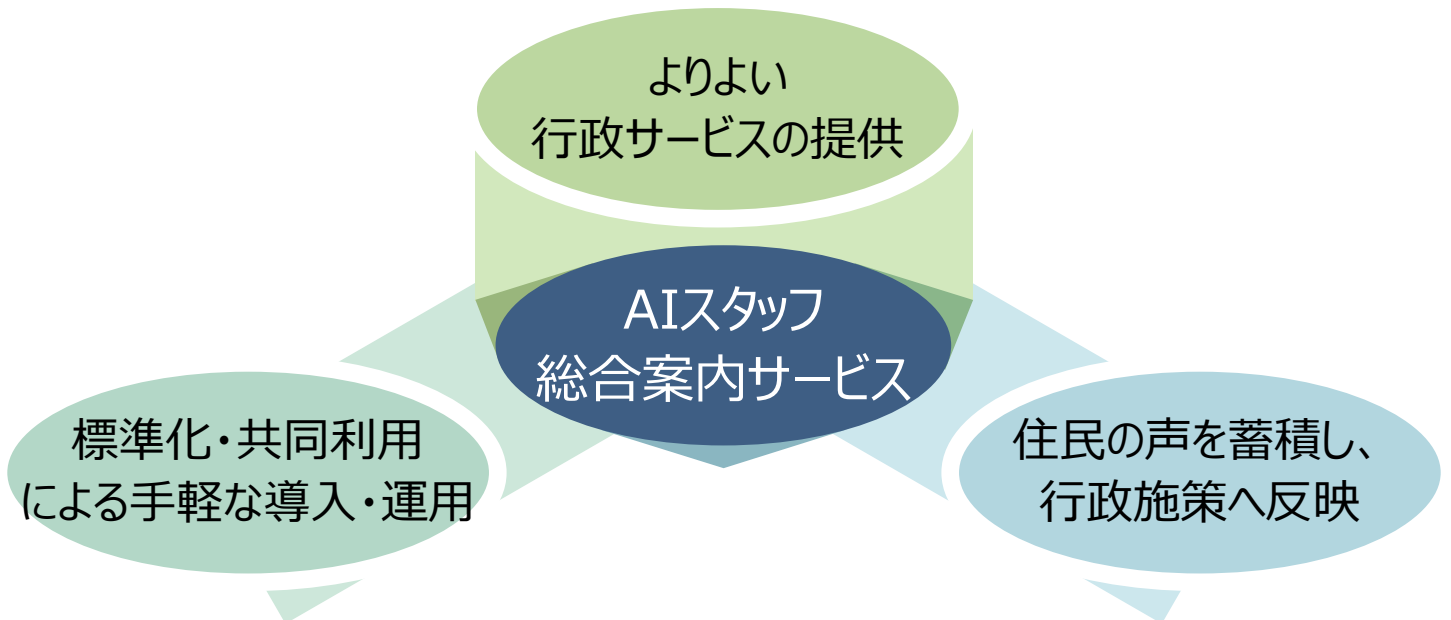 よりよい
行政サービスの提供
AIスタッフ
総合案内サービス
標準化・共同利用
による手軽な導入・運用
住民の声を蓄積し、
行政施策へ反映